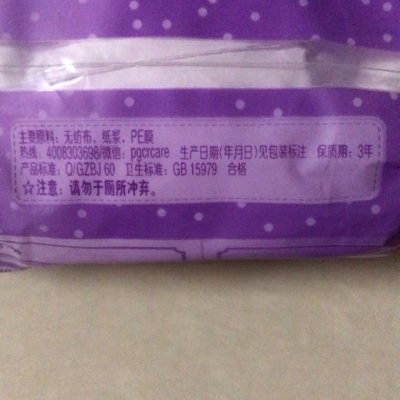 主要原料：无纺布、纸浆、PE膜
热线：4008303698/微信：pgcrcare 生产日期(年月日)见包装标注 保质期：3年
产品标准：Q/GZBJ 60 卫生标准：GB 15979 合格
☆注意：请勿于厕所冲弃。